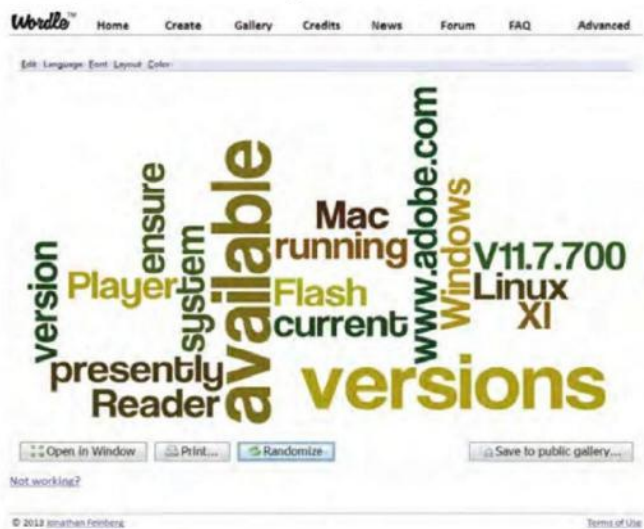 Wordle™ Home Create Gallery Credits News Forum FAQ Advanced
Edit Language Font Layout Color
www.adobe.com
available
ensure
Mac
Windows
running
system
version
V11.7.700
Player
Flash
Linux
current
XI
presently
versions
Reader
Open in Window Print... Randomize Save to public gallery...
Not working?
© 2013 Jonathan Feinberg Terms of Use